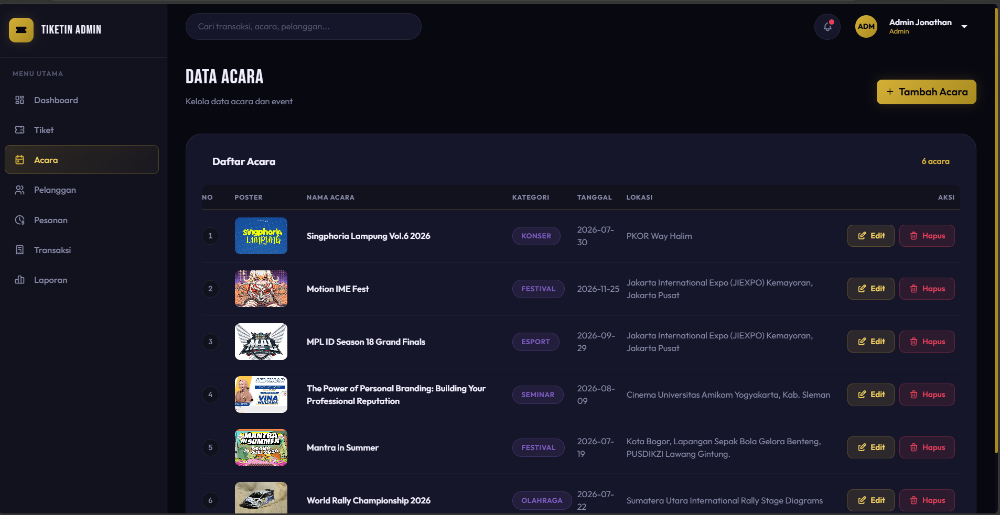 TIKETIN ADMIN
Cari transaksi, acara, pelanggan...
ADM
Admin Jonathan
Admin
MENU UTAMA
Dashboard
Tiket
Acara
Pelanggan
Pesanan
Transaksi
Laporan
DATA ACARA
Kelola data acara dan event
+ Tambah Acara
Daftar Acara
6 acara
NO POSTER NAMA ACARA KATEGORI TANGGAL LOKASI AKSI
1
singphoria
LAMPUNG
Singphoria Lampung Vol.6 2026
KONSER
2026-07-
30
PKOR Way Halim
Edit
Hapus
2
Motion IME Fest
FESTIVAL
2026-11-25
Jakarta International Expo (JIEXPO) Kemayoran,
Jakarta Pusat
Edit
Hapus
3
MPL
MPL ID Season 18 Grand Finals
ESPORT
2026-09-
29
Jakarta International Expo (JIEXPO) Kemayoran,
Jakarta Pusat
Edit
Hapus
4
SEMINAR
VINA
MULIANA
The Power of Personal Branding: Building Your
Professional Reputation
SEMINAR
2026-08-
09
Cinema Universitas Amikom Yogyakarta, Kab. Sleman
Edit
Hapus
5
MANTRA
IN SUMMER
BOGOR
19 JULI 2026
Mantra in Summer
FESTIVAL
2026-07-
19
Kota Bogor, Lapangan Sepak Bola Gelora Benteng,
PUSDIKZI Lawang Gintung.
Edit
Hapus
6
World Rally Championship 2026
OLAHRAGA
2026-07-
22
Sumatera Utara International Rally Stage Diagrams
Edit
Hapus